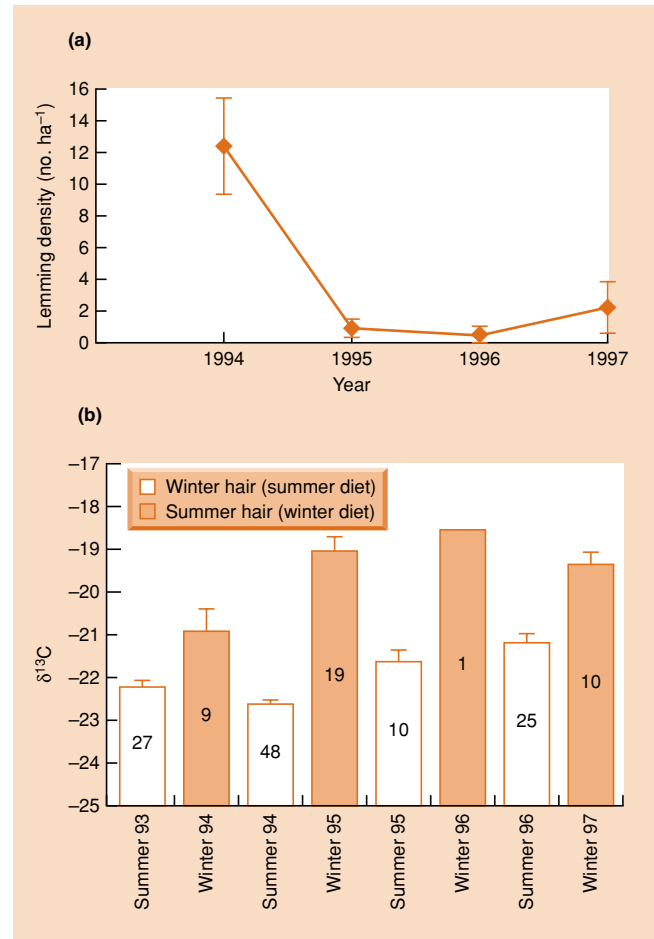 (a)
Lemming density (no. ha⁻¹)
16
14
12
10
8
6
4
2
0
1994
1995
1996
1997
Year
(b)
δ¹³C
–17
–18
–19
–20
–21
–22
–23
–24
–25
Winter hair (summer diet)
Summer hair (winter diet)
27
9
48
19
10
1
25
10
Summer 93
Winter 94
Summer 94
Winter 95
Summer 95
Winter 96
Summer 96
Winter 97